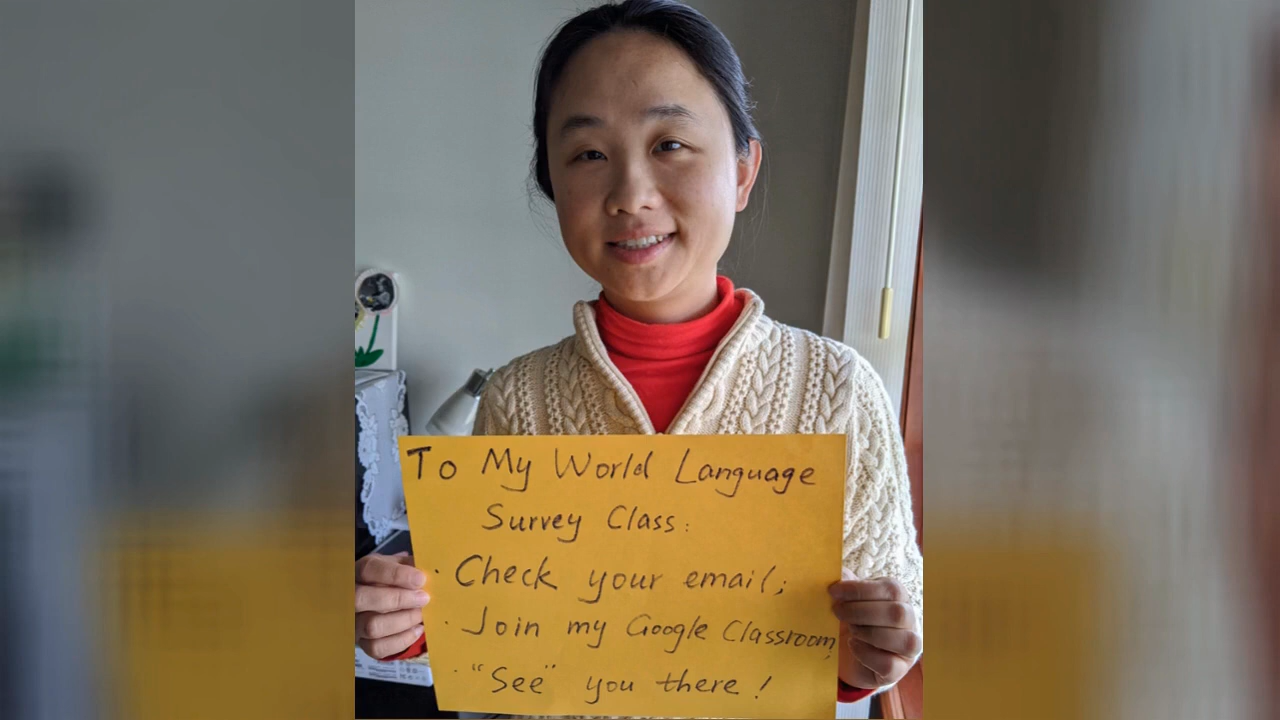 To My World Language
Survey Class:
· Check your email;
· Join my Google Classroom,
· "See" you there!